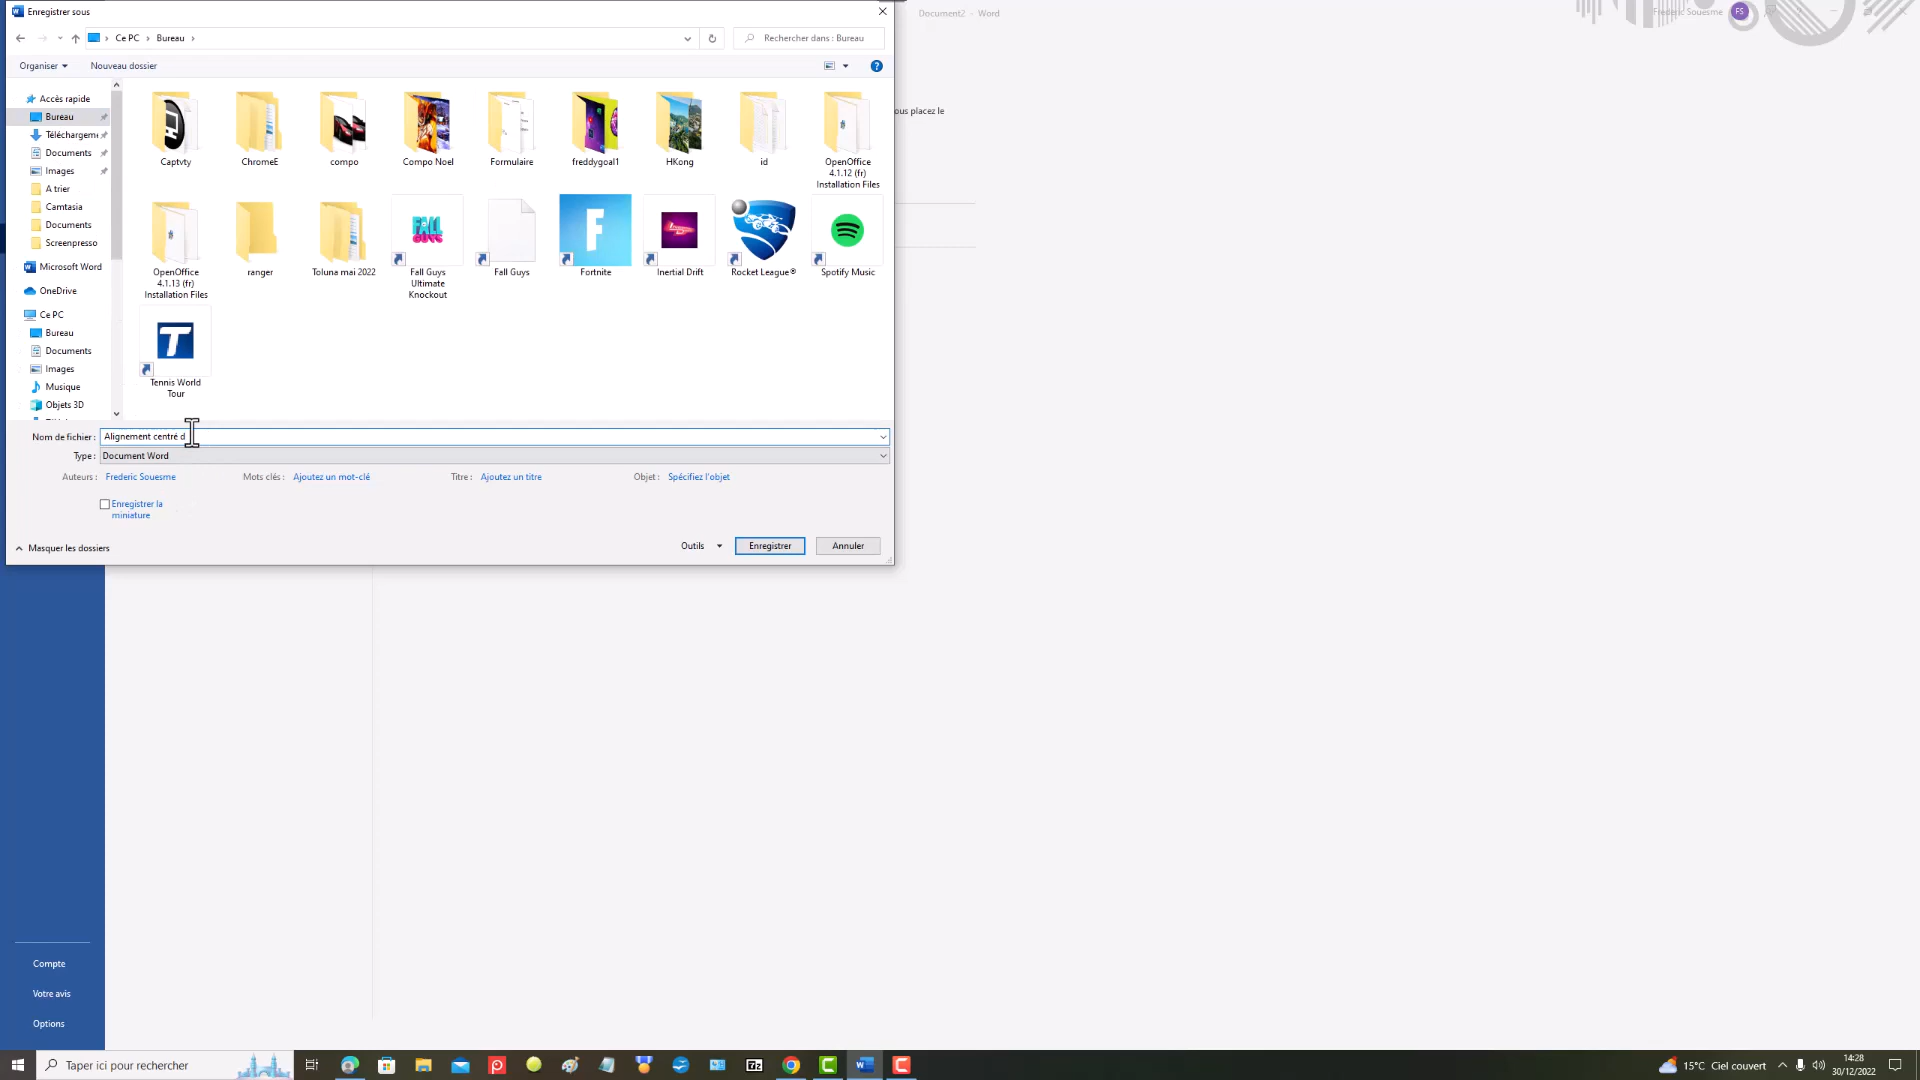 Enregistrer sous
Document2 - Word
Frederic Souesme
FS
Ce PC
Bureau
Rechercher dans : Bureau
Organiser
Nouveau dossier
ous placez le
Accès rapide
Bureau
Téléchargem
Documents
Images
A trier
Camtasia
Documents
Screenpresso
Microsoft Word
OneDrive
Ce PC
Bureau
Documents
Images
Musique
Objets 3D
Captvty
ChromeE
compo
Compo Noel
Formulaire
freddygoal1
HKong
id
OpenOffice
4.1.12 (fr)
Installation Files
OpenOffice
4.1.13 (fr)
Installation Files
ranger
Toluna mai 2022
FALL
GUYS
Fall Guys
Ultimate
Knockout
Fall Guys
F
Fortnite
Inertial Drift
Rocket League®
Spotify Music
T
Tennis World
Tour
Nom de fichier :
Alignement centré d
Type :
Document Word
Auteurs :
Frederic Souesme
Mots clés :
Ajoutez un mot-clé
Titre :
Ajoutez un titre
Objet :
Spécifiez l'objet
Enregistrer la
miniature
Masquer les dossiers
Outils
Enregistrer
Annuler
Compte
Votre avis
Options
Taper ici pour rechercher
7z
15°C Ciel couvert
14:28
30/12/2022